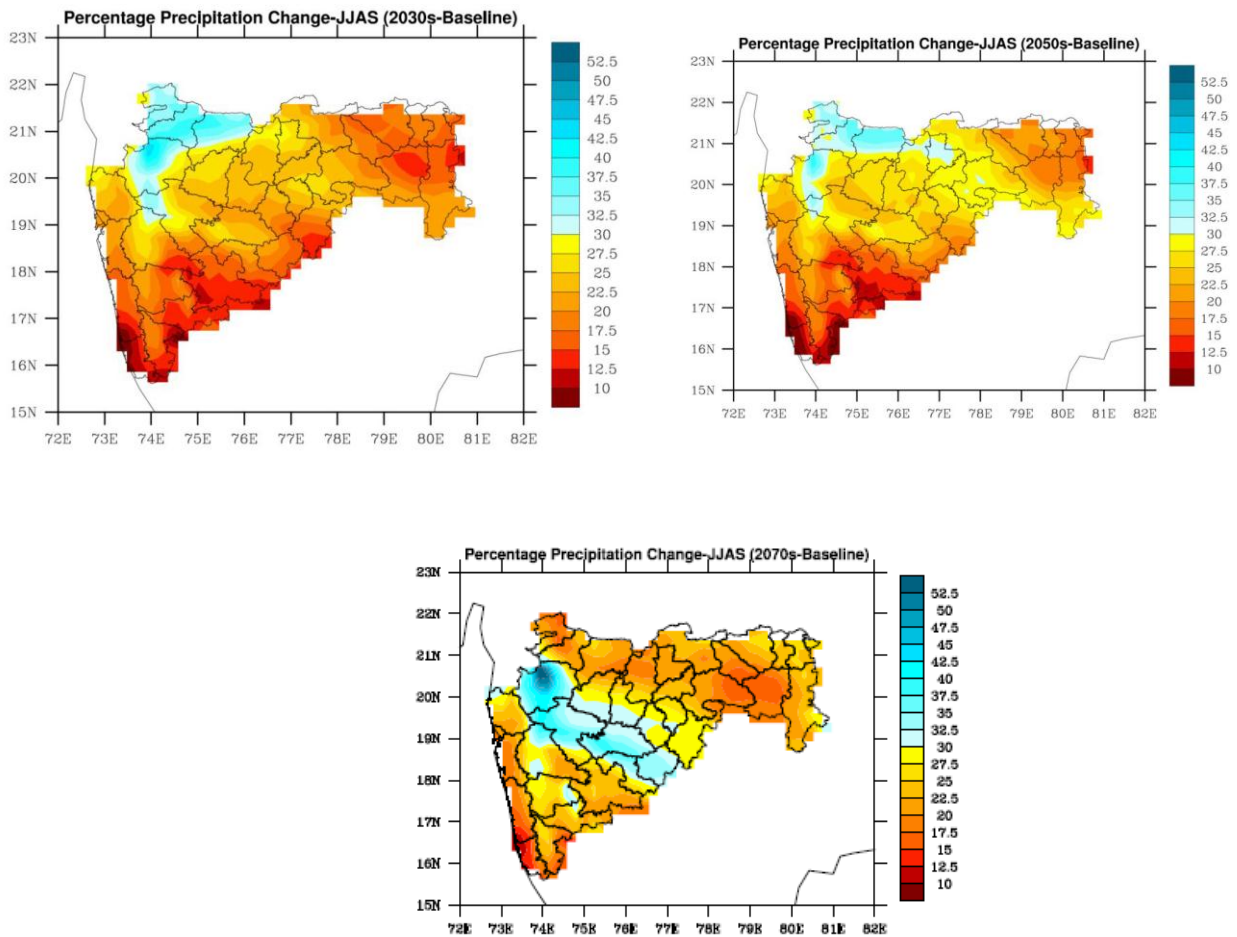 Percentage Precipitation Change-JJAS (2030s-Baseline)
23N
22N
21N
20N
19N
18N
17N
16N
15N
72E 73E 74E 75E 76E 77E 78E 79E 80E 81E 82E
52.5
50
47.5
45
42.5
40
37.5
35
32.5
30
27.5
25
22.5
20
17.5
15
12.5
10
Percentage Precipitation Change-JJAS (2050s-Baseline)
23N
22N
21N
20N
19N
18N
17N
16N
15N
72E 73E 74E 75E 76E 77E 78E 79E 80E 81E 82E
52.5
50
47.5
45
42.5
40
37.5
35
32.5
30
27.5
25
22.5
20
17.5
15
12.5
10
Percentage Precipitation Change-JJAS (2070s-Baseline)
23N
22N
21N
20N
19N
18N
17N
16N
15N
72E 73E 74E 75E 76E 77E 78E 79E 80E 81E 82E
52.5
50
47.5
45
42.5
40
37.5
35
32.5
30
27.5
25
22.5
20
17.5
15
12.5
10